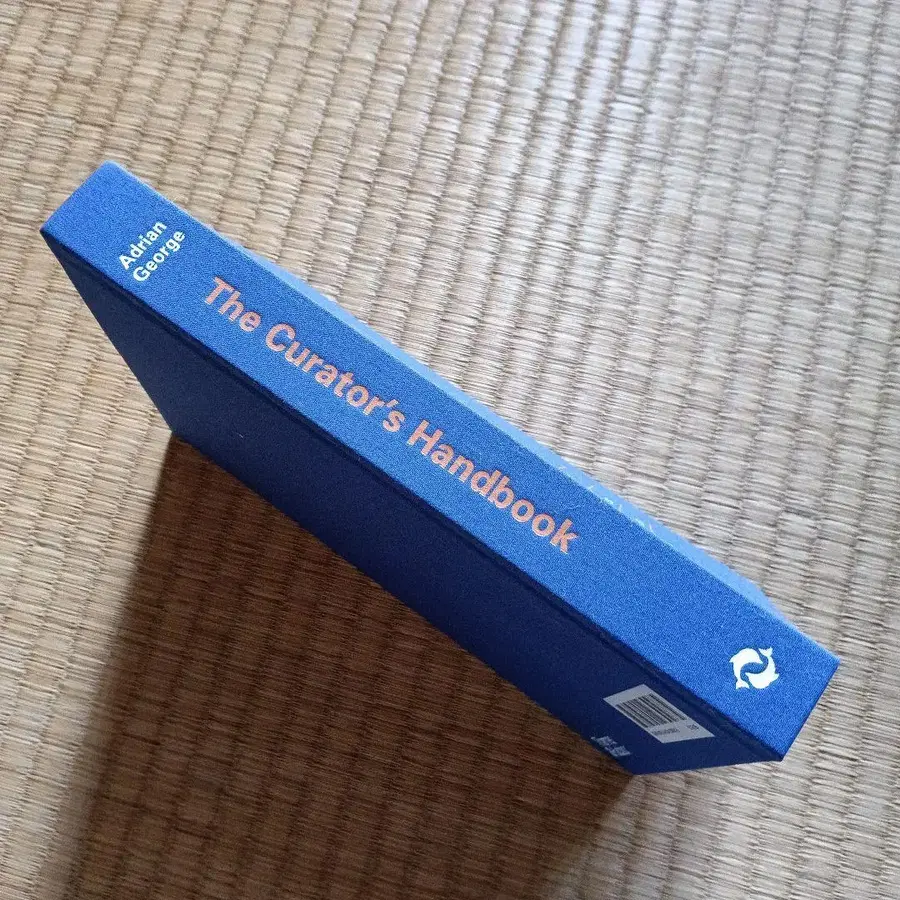 Adrian
George
The Curator's Handbook